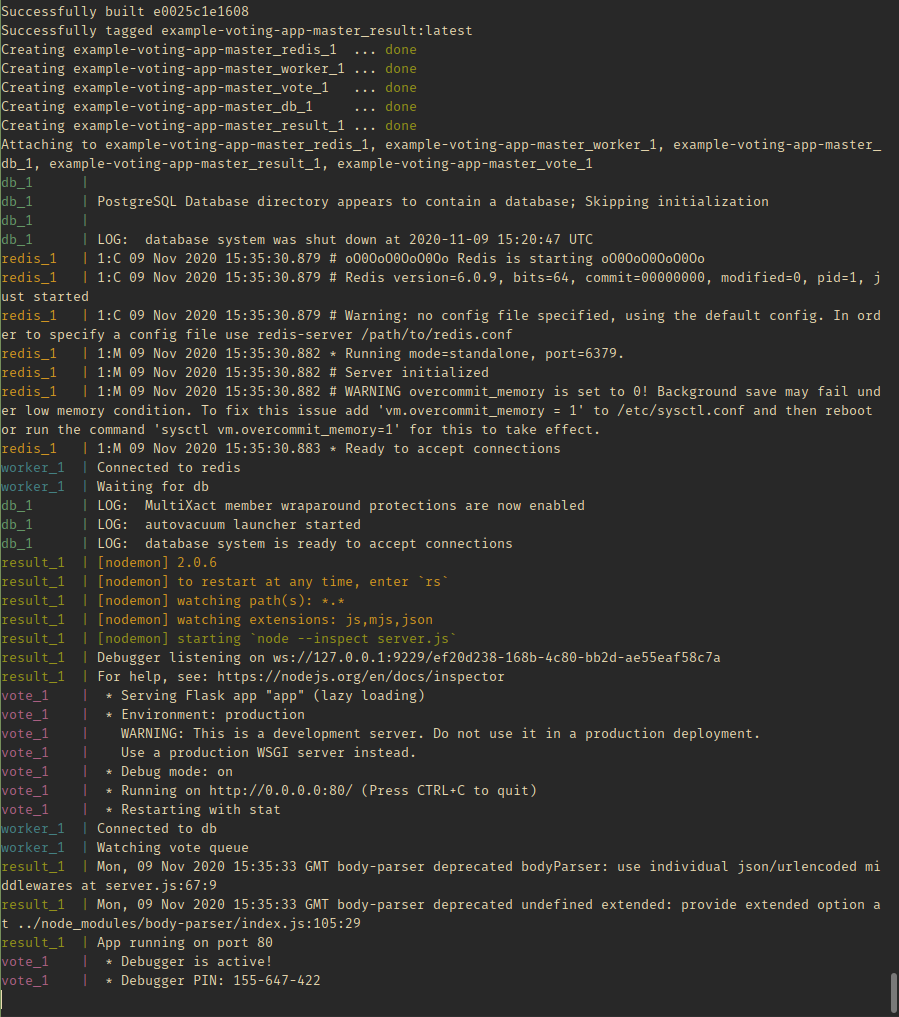 Successfully built e0025c1e1608
Successfully tagged example-voting-app-master_result:latest
Creating example-voting-app-master_redis_1  ... done
Creating example-voting-app-master_worker_1 ... done
Creating example-voting-app-master_vote_1   ... done
Creating example-voting-app-master_db_1     ... done
Creating example-voting-app-master_result_1 ... done
Attaching to example-voting-app-master_redis_1, example-voting-app-master_worker_1, example-voting-app-master_
db_1, example-voting-app-master_result_1, example-voting-app-master_vote_1
db_1      |
db_1      | PostgreSQL Database directory appears to contain a database; Skipping initialization
db_1      |
db_1      | LOG:  database system was shut down at 2020-11-09 15:20:47 UTC
redis_1   | 1:C 09 Nov 2020 15:35:30.879 # oO0OoO0OoO0Oo Redis is starting oO0OoO0OoO0Oo
redis_1   | 1:C 09 Nov 2020 15:35:30.879 # Redis version=6.0.9, bits=64, commit=00000000, modified=0, pid=1, j
ust started
redis_1   | 1:C 09 Nov 2020 15:35:30.879 # Warning: no config file specified, using the default config. In ord
er to specify a config file use redis-server /path/to/redis.conf
redis_1   | 1:M 09 Nov 2020 15:35:30.882 * Running mode=standalone, port=6379.
redis_1   | 1:M 09 Nov 2020 15:35:30.882 # Server initialized
redis_1   | 1:M 09 Nov 2020 15:35:30.882 # WARNING overcommit_memory is set to 0! Background save may fail und
er low memory condition. To fix this issue add 'vm.overcommit_memory = 1' to /etc/sysctl.conf and then reboot
or run the command 'sysctl vm.overcommit_memory=1' for this to take effect.
redis_1   | 1:M 09 Nov 2020 15:35:30.883 * Ready to accept connections
worker_1  | Connected to redis
worker_1  | Waiting for db
db_1      | LOG:  MultiXact member wraparound protections are now enabled
db_1      | LOG:  autovacuum launcher started
db_1      | LOG:  database system is ready to accept connections
result_1  | [nodemon] 2.0.6
result_1  | [nodemon] to restart at any time, enter `rs`
result_1  | [nodemon] watching path(s): *.*
result_1  | [nodemon] watching extensions: js,mjs,json
result_1  | [nodemon] starting `node --inspect server.js`
result_1  | Debugger listening on ws://127.0.0.1:9229/ef20d238-168b-4c80-bb2d-ae55eaf58c7a
result_1  | For help, see: https://nodejs.org/en/docs/inspector
vote_1    |  * Serving Flask app "app" (lazy loading)
vote_1    |  * Environment: production
vote_1    |    WARNING: This is a development server. Do not use it in a production deployment.
vote_1    |    Use a production WSGI server instead.
vote_1    |  * Debug mode: on
vote_1    |  * Running on http://0.0.0.0:80/ (Press CTRL+C to quit)
vote_1    |  * Restarting with stat
worker_1  | Connected to db
worker_1  | Watching vote queue
result_1  | Mon, 09 Nov 2020 15:35:33 GMT body-parser deprecated bodyParser: use individual json/urlencoded mi
ddlewares at server.js:67:9
result_1  | Mon, 09 Nov 2020 15:35:33 GMT body-parser deprecated undefined extended: provide extended option a
t ../node_modules/body-parser/index.js:105:29
result_1  | App running on port 80
vote_1    |  * Debugger is active!
vote_1    |  * Debugger PIN: 155-647-422